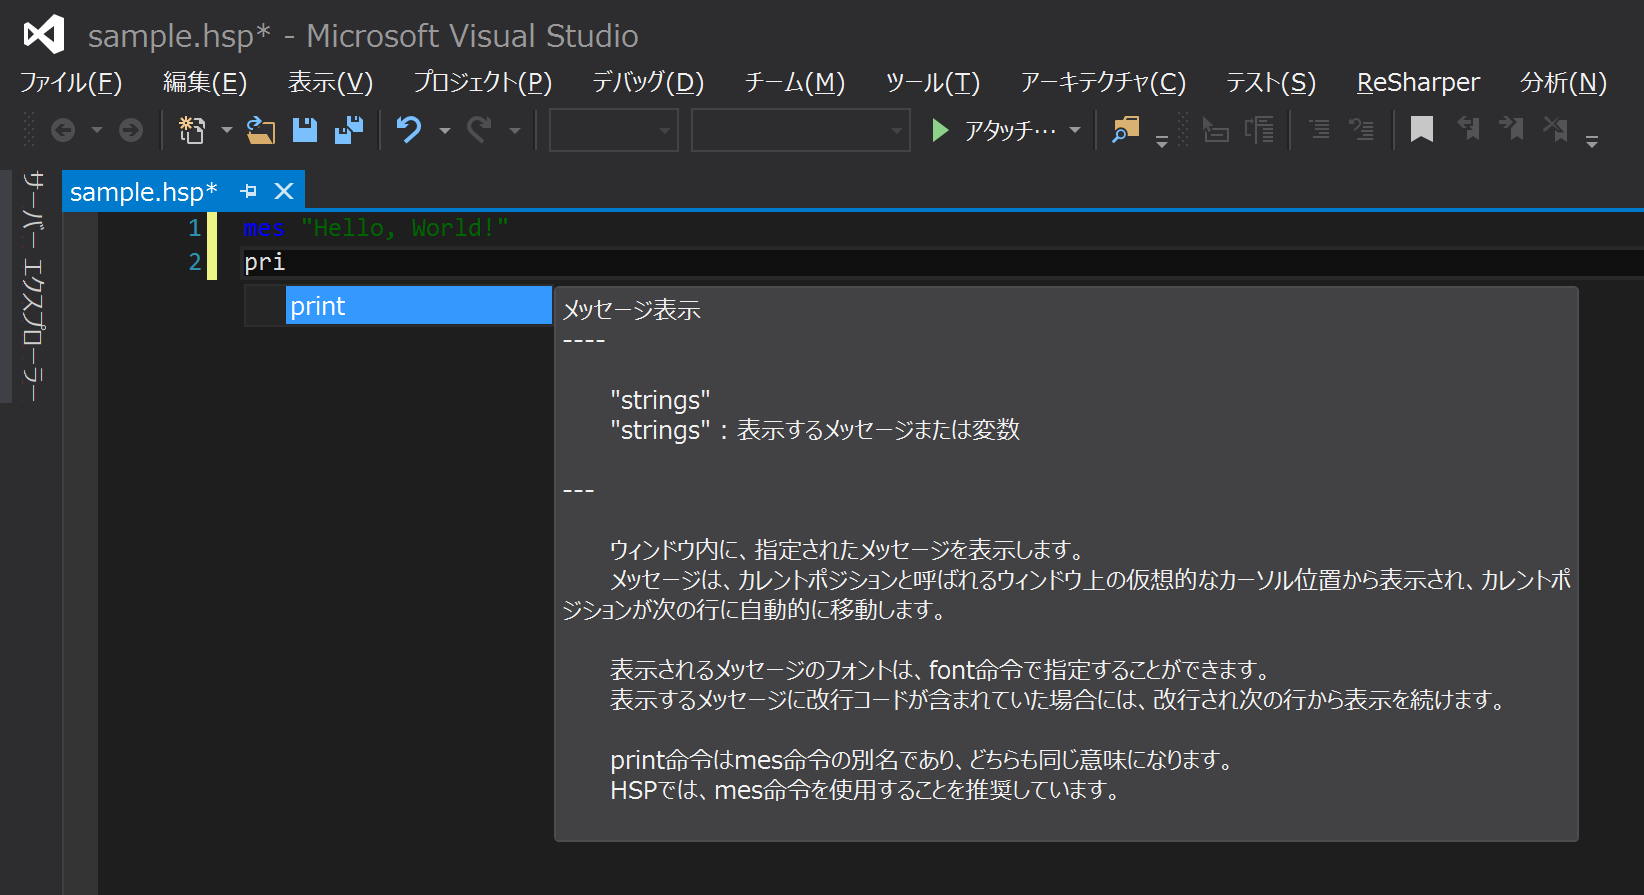 sample.hsp* - Microsoft Visual Studio
ファイル(F) 編集(E) 表示(V) プロジェクト(P) デバッグ(D) チーム(M) ツール(T) アーキテクチャ(C) テスト(S) ReSharper 分析(N)
アタッチ…
サーバー エクスプローラー
sample.hsp*
1 mes "Hello, World!"
2 pri
print
メッセージ表示
----
"strings"
"strings" : 表示するメッセージまたは変数
---
ウィンドウ内に、指定されたメッセージを表示します。
メッセージは、カレントポジションと呼ばれるウィンドウ上の仮想的なカーソル位置から表示され、カレントポ
ジションが次の行に自動的に移動します。
表示されるメッセージのフォントは、font命令で指定することができます。
表示するメッセージに改行コードが含まれていた場合には、改行され次の行から表示を続けます。
print命令はmes命令の別名であり、どちらも同じ意味になります。
HSPでは、mes命令を使用することを推奨しています。